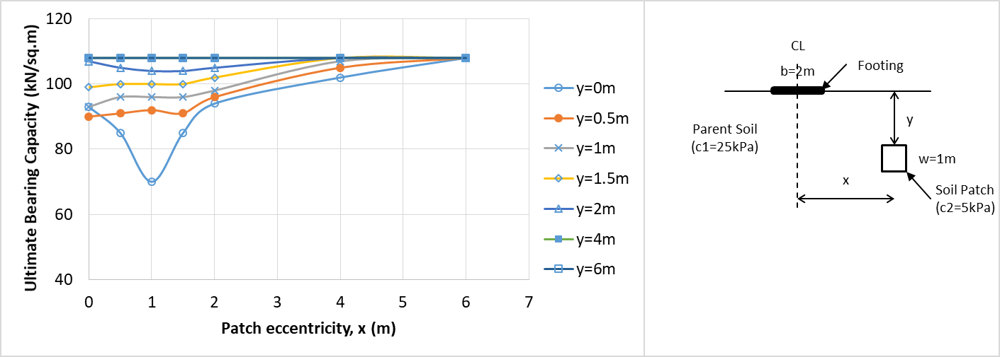 Ultimate Bearing Capacity (kN/sq.m)
120
100
80
60
40
0 1 2 3 4 5 6 7
Patch eccentricity, x (m)
y=0m
y=0.5m
y=1m
y=1.5m
y=2m
y=4m
y=6m
CL
b=2m
Footing
Parent Soil
(c1=25kPa)
y
w=1m
x
Soil Patch
(c2=5kPa)